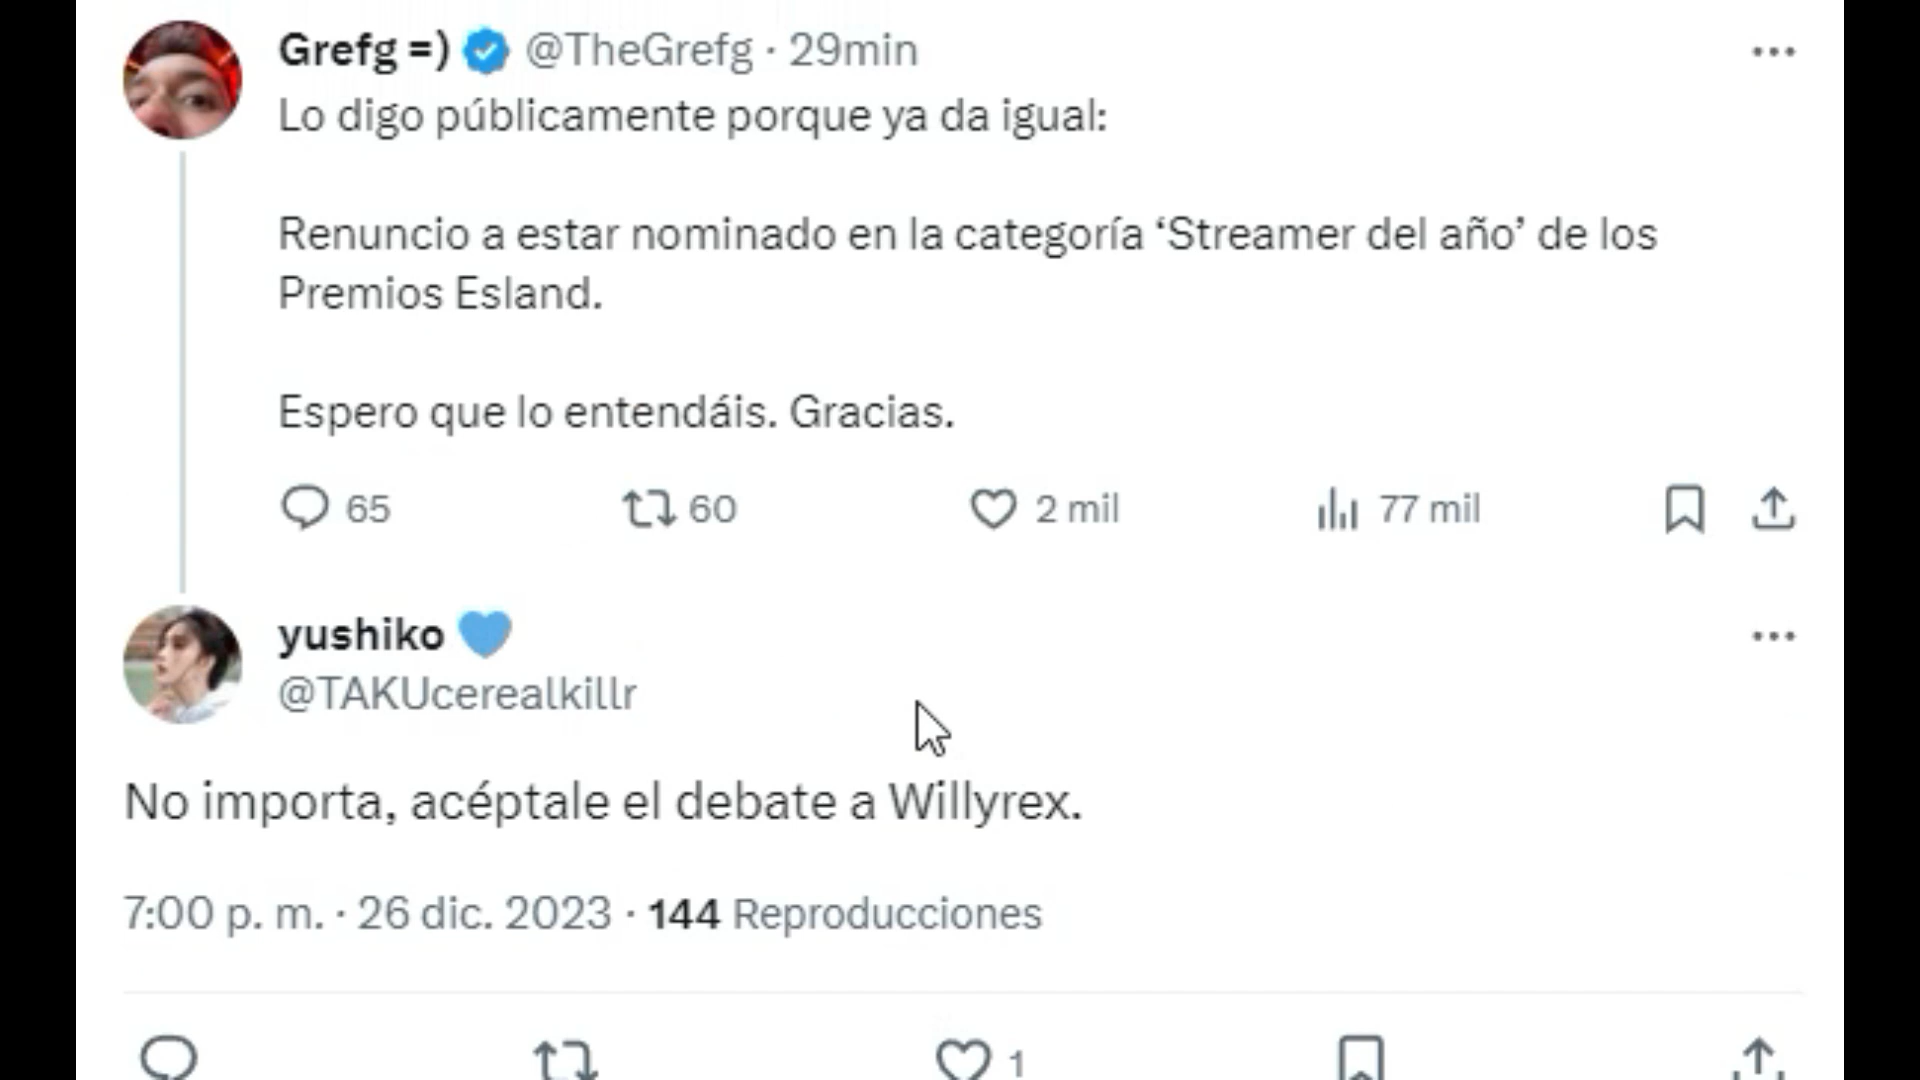 Grefg =) @TheGrefg · 29min
Lo digo públicamente porque ya da igual:
Renuncio a estar nominado en la categoría ‘Streamer del año’ de los
Premios Esland.
Espero que lo entendáis. Gracias.
65 60 2 mil 77 mil
yushiko
@TAKUcerealkillr
No importa, acéptale el debate a Willyrex.
7:00 p. m. · 26 dic. 2023 · 144 Reproducciones
1